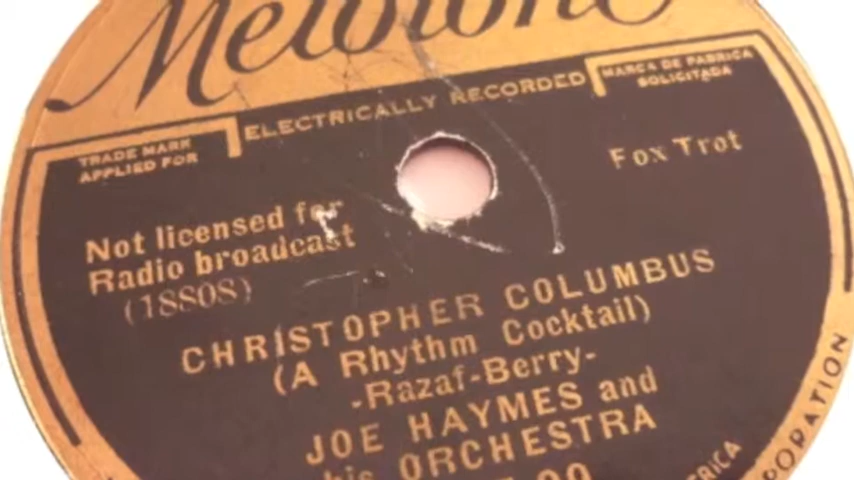 Melotone
ELECTRICALLY RECORDED
MARCA DE FABRICA
SOLICITADA
TRADE MARK
APPLIED FOR
Fox Trot
Not licensed for
Radio broadcast
(18808)
CHRISTOPHER COLUMBUS
(A Rhythm Cocktail)
-Razaf-Berry-
JOE HAYMES and
his ORCHESTRA